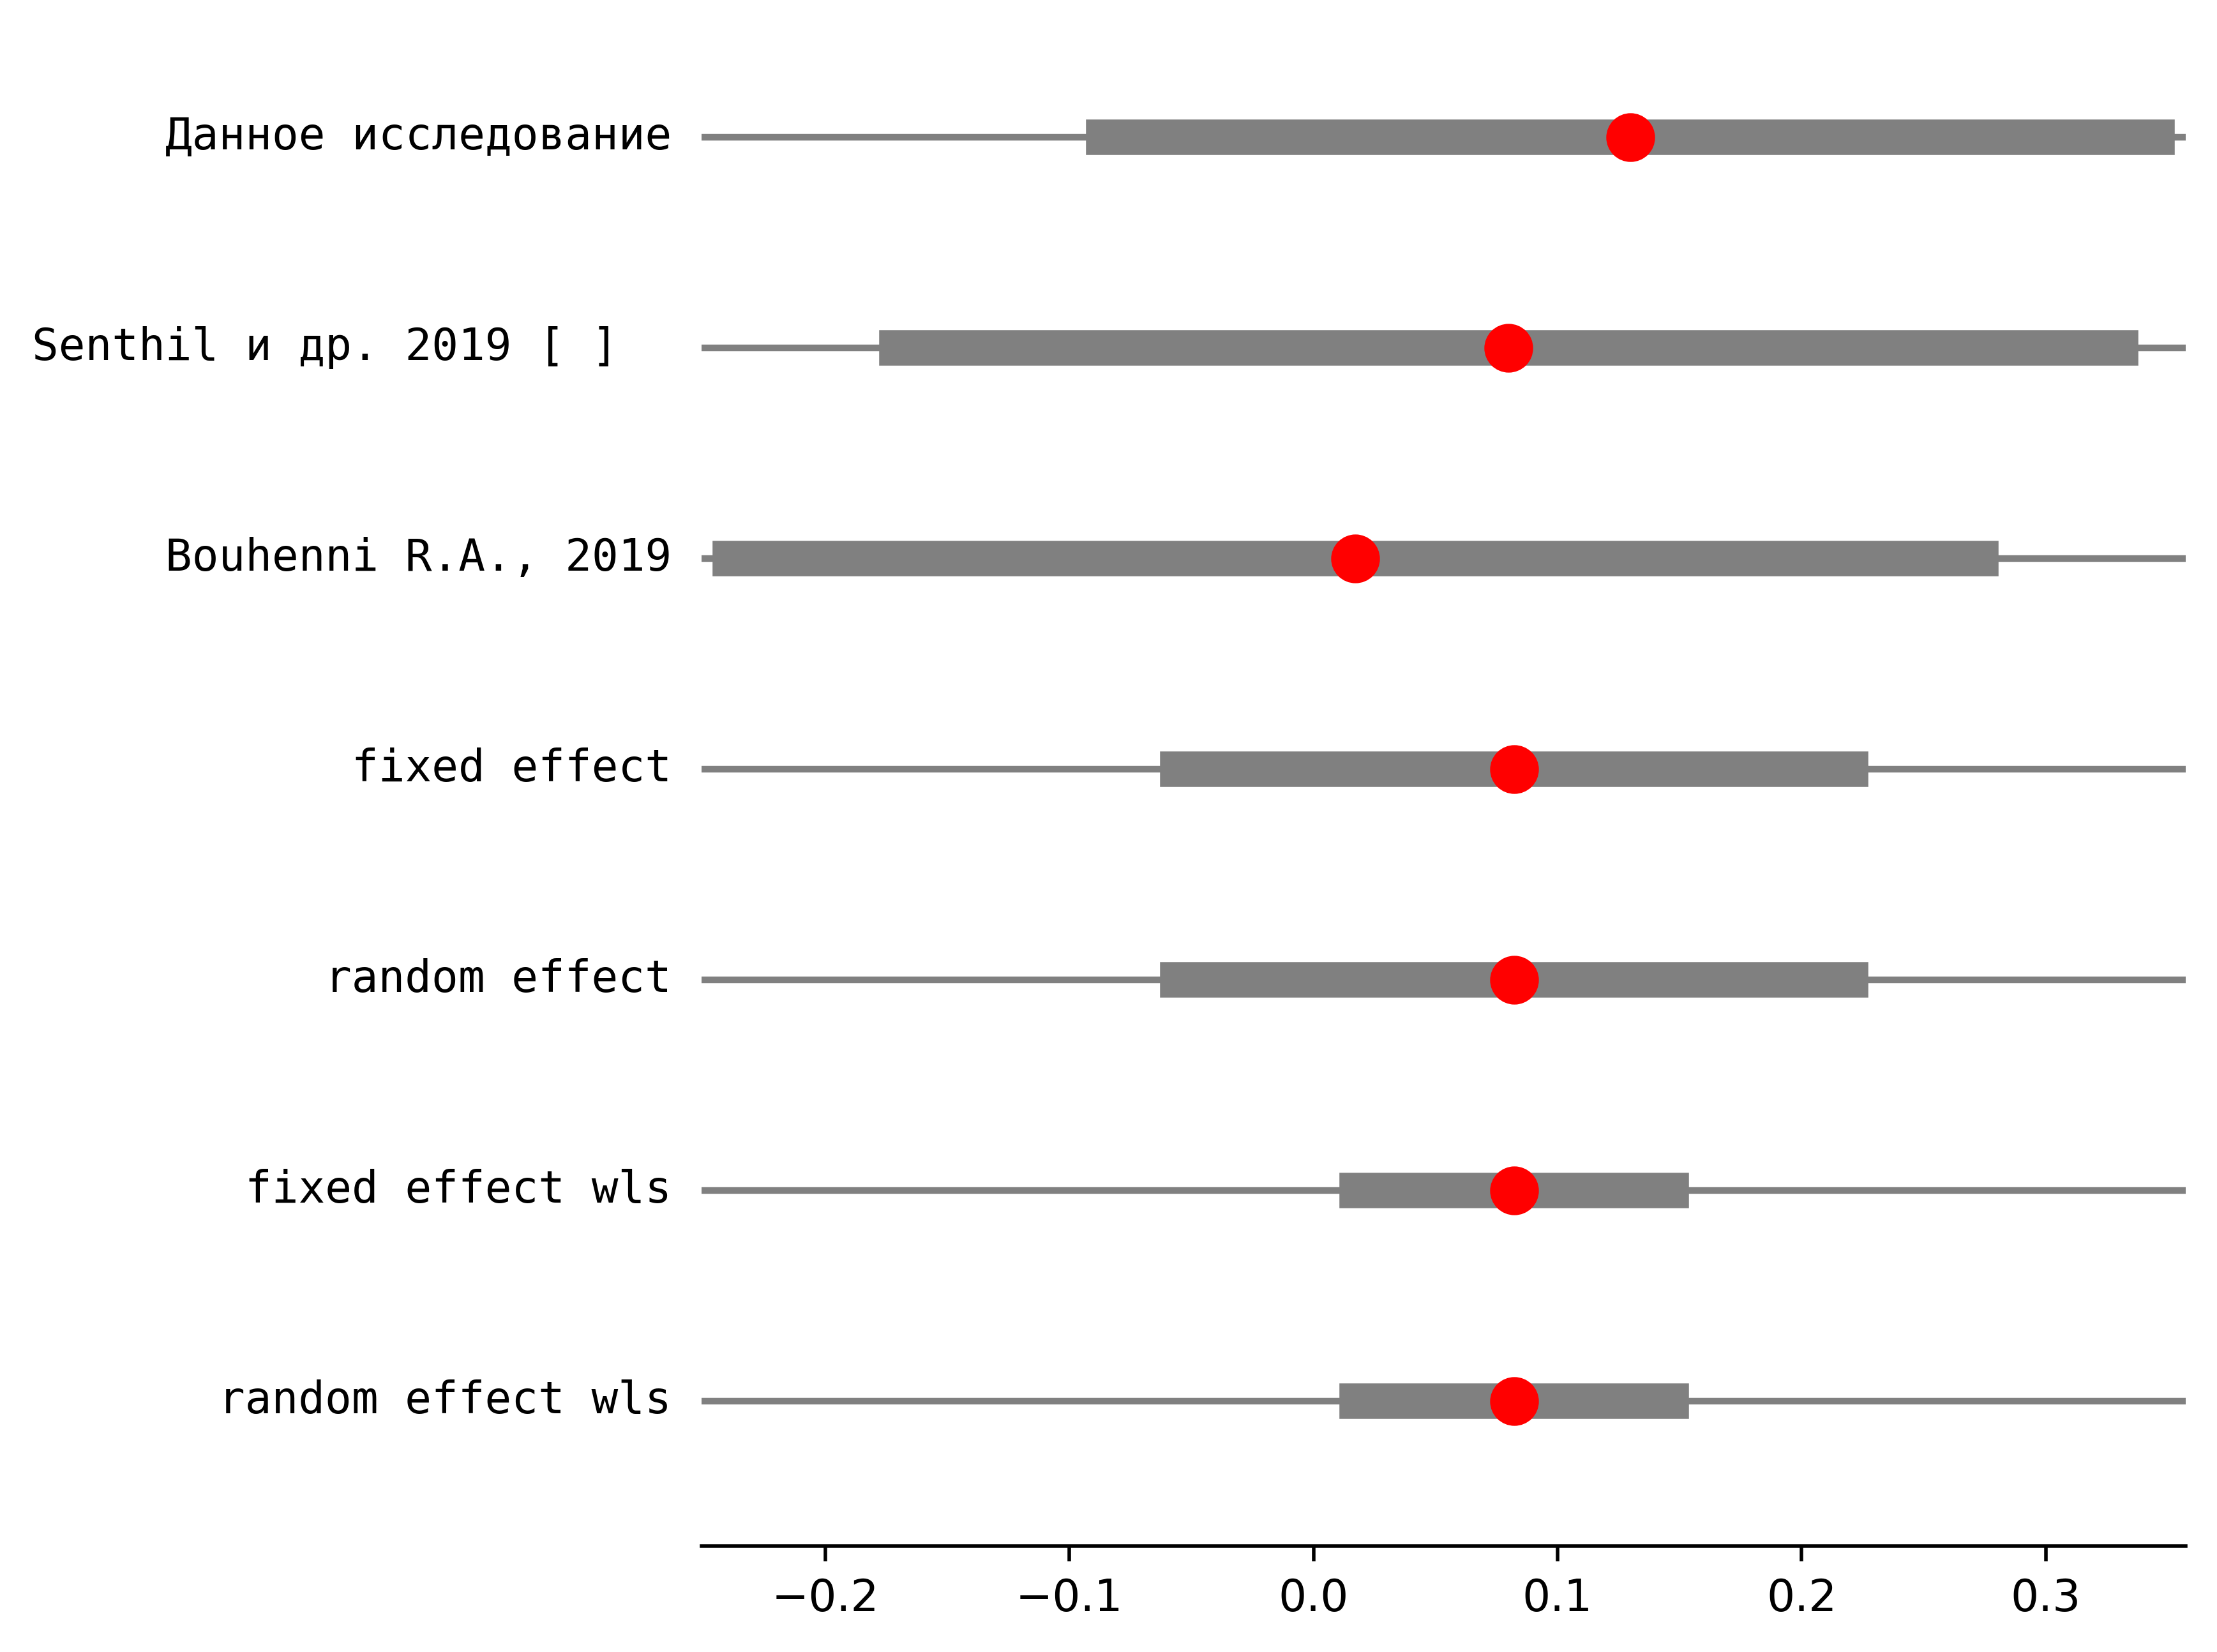 Данное исследование
Senthil и др. 2019 [ ]
Bouhenni R.A., 2019
fixed effect
random effect
fixed effect wls
random effect wls
−0.2 −0.1 0.0 0.1 0.2 0.3